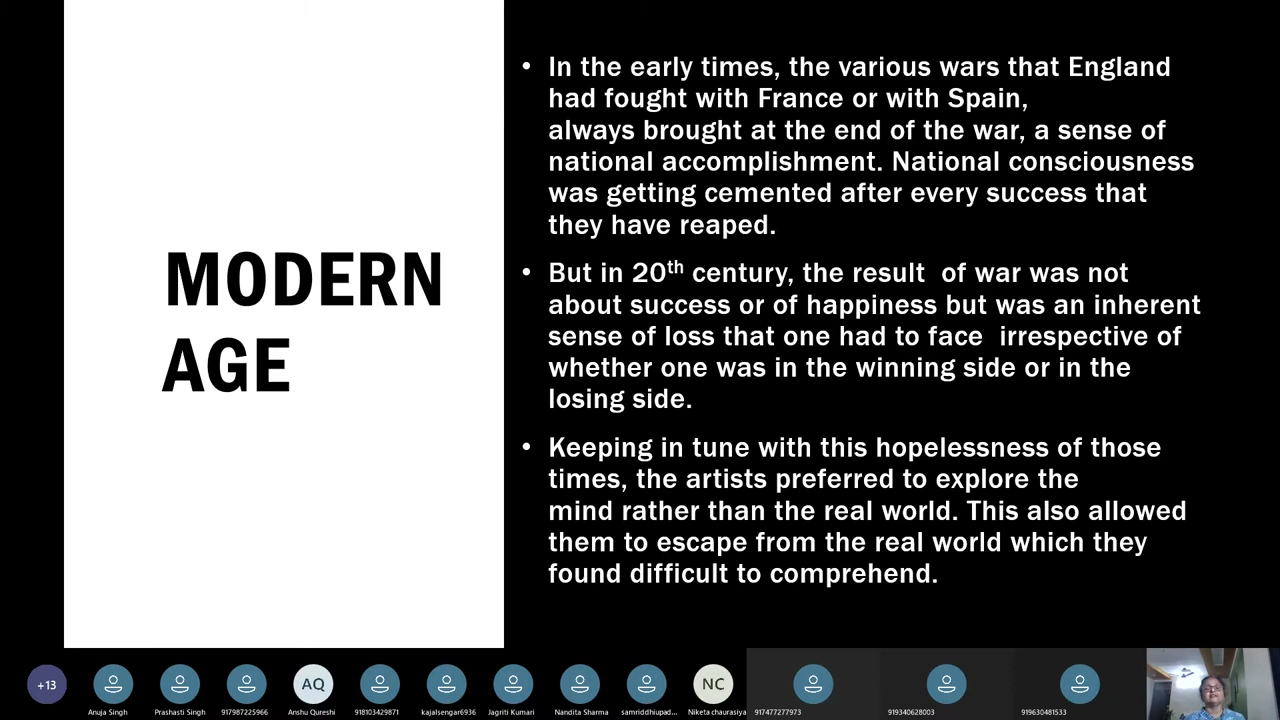 MODERN
AGE
• In the early times, the various wars that England
had fought with France or with Spain,
always brought at the end of the war, a sense of
national accomplishment. National consciousness
was getting cemented after every success that
they have reaped.
• But in 20th century, the result of war was not
about success or of happiness but was an inherent
sense of loss that one had to face irrespective of
whether one was in the winning side or in the
losing side.
• Keeping in tune with this hopelessness of those
times, the artists preferred to explore the
mind rather than the real world. This also allowed
them to escape from the real world which they
found difficult to comprehend.
+13
AQ
NC
Anuja Singh
Prashasti Singh
917987225966
Anshu Qureshi
918103429871
kajalsengar6936
Jagriti Kumari
Nandita Sharma
samriddhiupad...
Niketa chaurasiya
917477277973
919340628003
919630481533